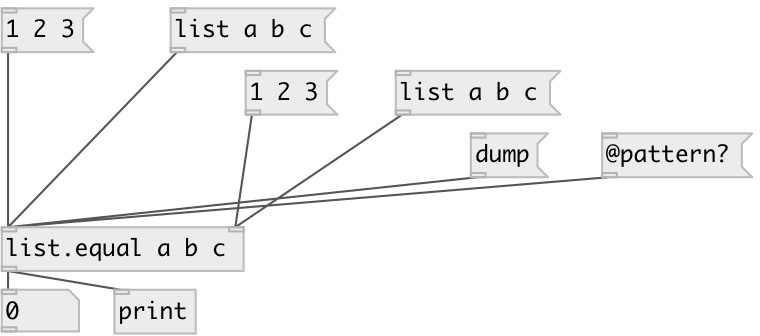 1 2 3
list a b c
1 2 3
list a b c
dump
@pattern?
list.equal a b c
0
print